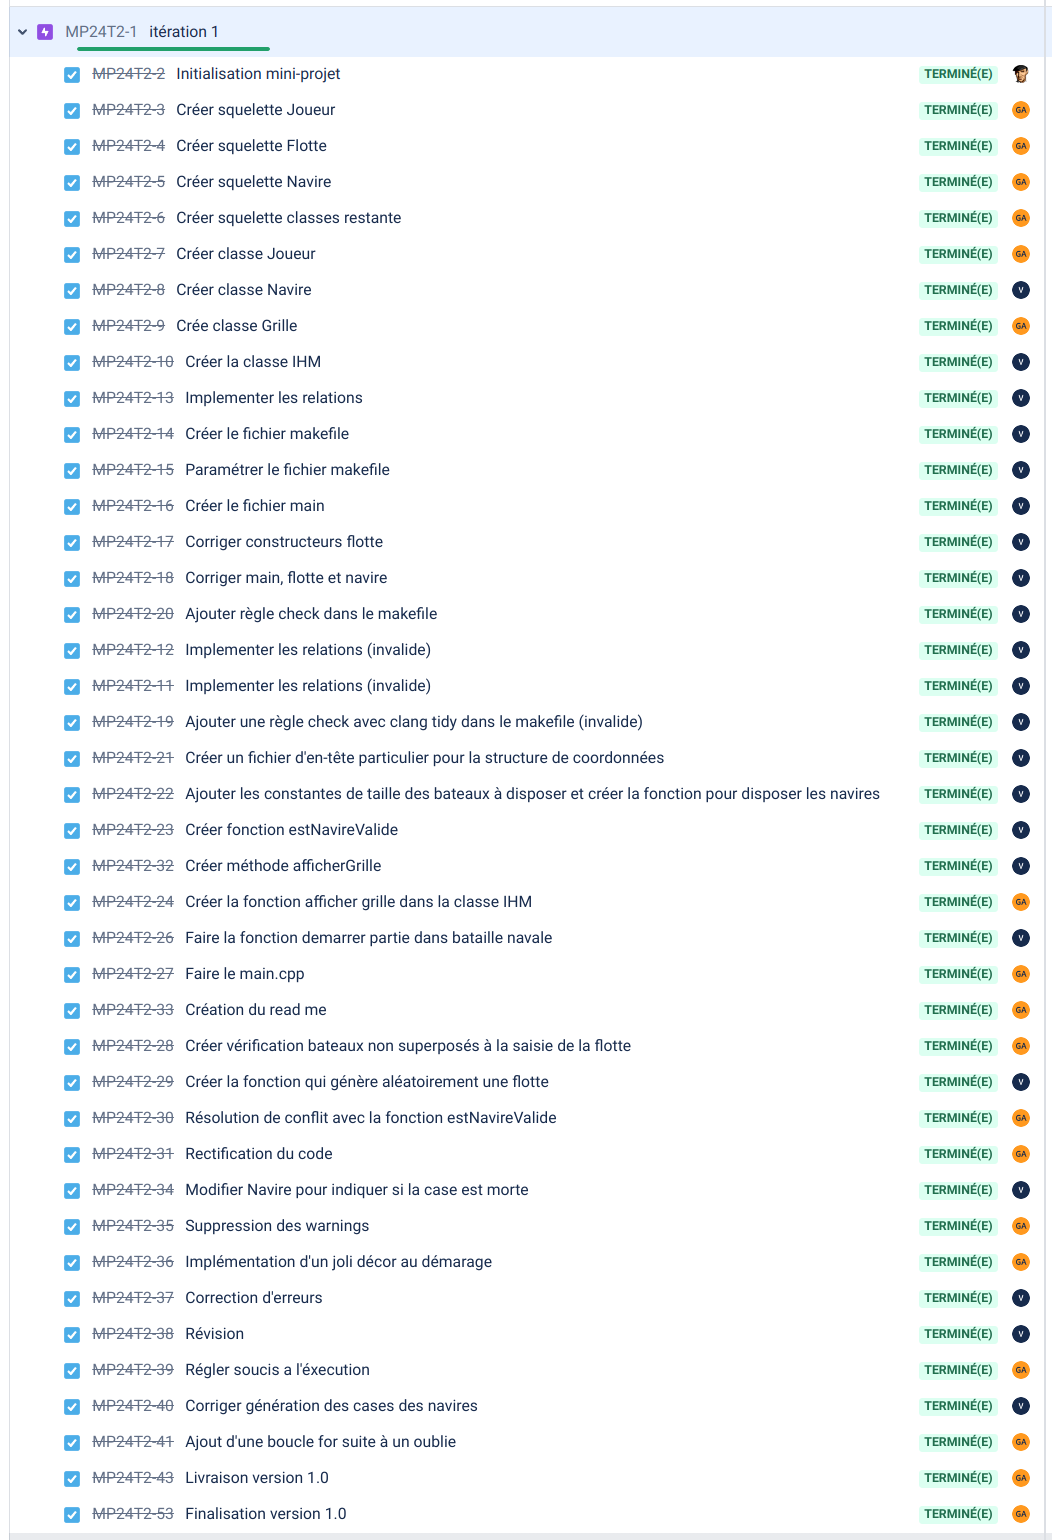 MP24T2-1 itération 1
MP24T2-2 Initialisation mini-projet TERMINÉ(E)
MP24T2-3 Créer squelette Joueur TERMINÉ(E) GA
MP24T2-4 Créer squelette Flotte TERMINÉ(E) GA
MP24T2-5 Créer squelette Navire TERMINÉ(E) GA
MP24T2-6 Créer squelette classes restante TERMINÉ(E) GA
MP24T2-7 Créer classe Joueur TERMINÉ(E) GA
MP24T2-8 Créer classe Navire TERMINÉ(E) V
MP24T2-9 Crée classe Grille TERMINÉ(E) GA
MP24T2-10 Créer la classe IHM TERMINÉ(E) V
MP24T2-13 Implementer les relations TERMINÉ(E) V
MP24T2-14 Créer le fichier makefile TERMINÉ(E) V
MP24T2-15 Paramétrer le fichier makefile TERMINÉ(E) V
MP24T2-16 Créer le fichier main TERMINÉ(E) V
MP24T2-17 Corriger constructeurs flotte TERMINÉ(E) V
MP24T2-18 Corriger main, flotte et navire TERMINÉ(E) V
MP24T2-20 Ajouter règle check dans le makefile TERMINÉ(E) V
MP24T2-12 Implementer les relations (invalide) TERMINÉ(E) V
MP24T2-11 Implementer les relations (invalide) TERMINÉ(E) V
MP24T2-19 Ajouter une règle check avec clang tidy dans le makefile (invalide) TERMINÉ(E) V
MP24T2-21 Créer un fichier d'en-tête particulier pour la structure de coordonnées TERMINÉ(E) V
MP24T2-22 Ajouter les constantes de taille des bateaux à disposer et créer la fonction pour disposer les navires TERMINÉ(E) V
MP24T2-23 Créer fonction estNavireValide TERMINÉ(E) V
MP24T2-32 Créer méthode afficherGrille TERMINÉ(E) V
MP24T2-24 Créer la fonction afficher grille dans la classe IHM TERMINÉ(E) GA
MP24T2-26 Faire la fonction demarrer partie dans bataille navale TERMINÉ(E) V
MP24T2-27 Faire le main.cpp TERMINÉ(E) GA
MP24T2-33 Création du read me TERMINÉ(E) GA
MP24T2-28 Créer vérification bateaux non superposés à la saisie de la flotte TERMINÉ(E) GA
MP24T2-29 Créer la fonction qui génère aléatoirement une flotte TERMINÉ(E) V
MP24T2-30 Résolution de conflit avec la fonction estNavireValide TERMINÉ(E) GA
MP24T2-31 Rectification du code TERMINÉ(E) GA
MP24T2-34 Modifier Navire pour indiquer si la case est morte TERMINÉ(E) V
MP24T2-35 Suppression des warnings TERMINÉ(E) GA
MP24T2-36 Implémentation d'un joli décor au démarage TERMINÉ(E) GA
MP24T2-37 Correction d'erreurs TERMINÉ(E) V
MP24T2-38 Révision TERMINÉ(E) V
MP24T2-39 Régler soucis a l'éxecution TERMINÉ(E) GA
MP24T2-40 Corriger génération des cases des navires TERMINÉ(E) V
MP24T2-41 Ajout d'une boucle for suite à un oublie TERMINÉ(E) GA
MP24T2-43 Livraison version 1.0 TERMINÉ(E) GA
MP24T2-53 Finalisation version 1.0 TERMINÉ(E) GA